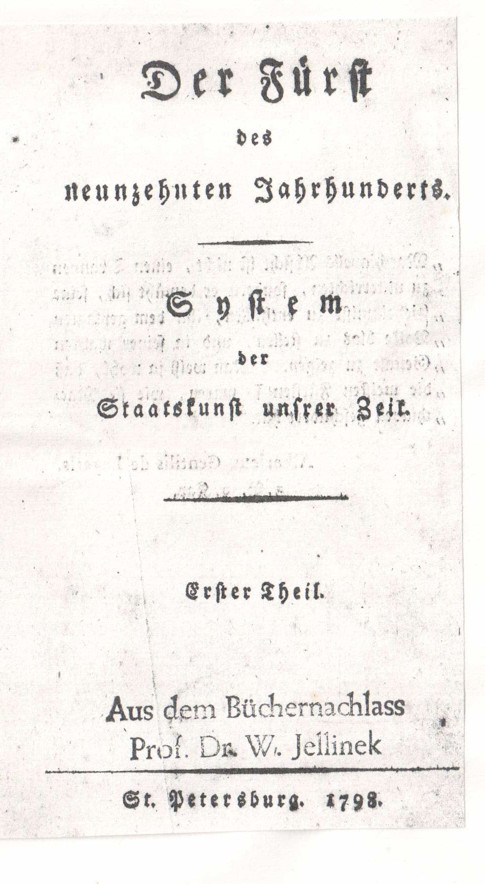 Der Fürst
des
neunzehnten Jahrhunderts.
System
der
Staatskunst unsrer Zeit.
Erster Theil.
Aus dem Büchernachlass
Prof. Dr. W. Jellinek
St. Petersburg. 1798.